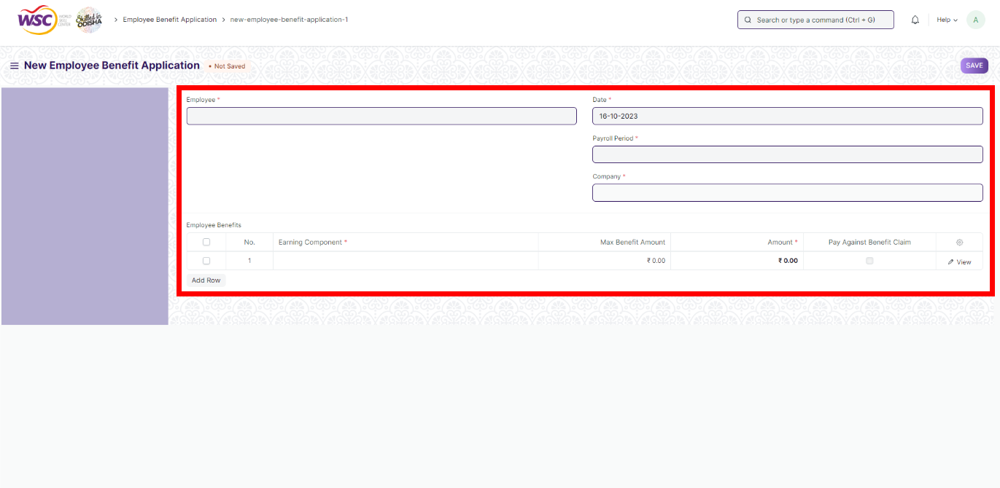 WSC WORLD SKILL CENTER Skilled in ODISHA > Employee Benefit Application > new-employee-benefit-application-1 Search or type a command (Ctrl + G) Help A
New Employee Benefit Application • Not Saved SAVE
Employee * Date *
16-10-2023
Payroll Period *
Company *
Employee Benefits
No. Earning Component * Max Benefit Amount Amount * Pay Against Benefit Claim
1 ₹ 0.00 ₹ 0.00 View
Add Row